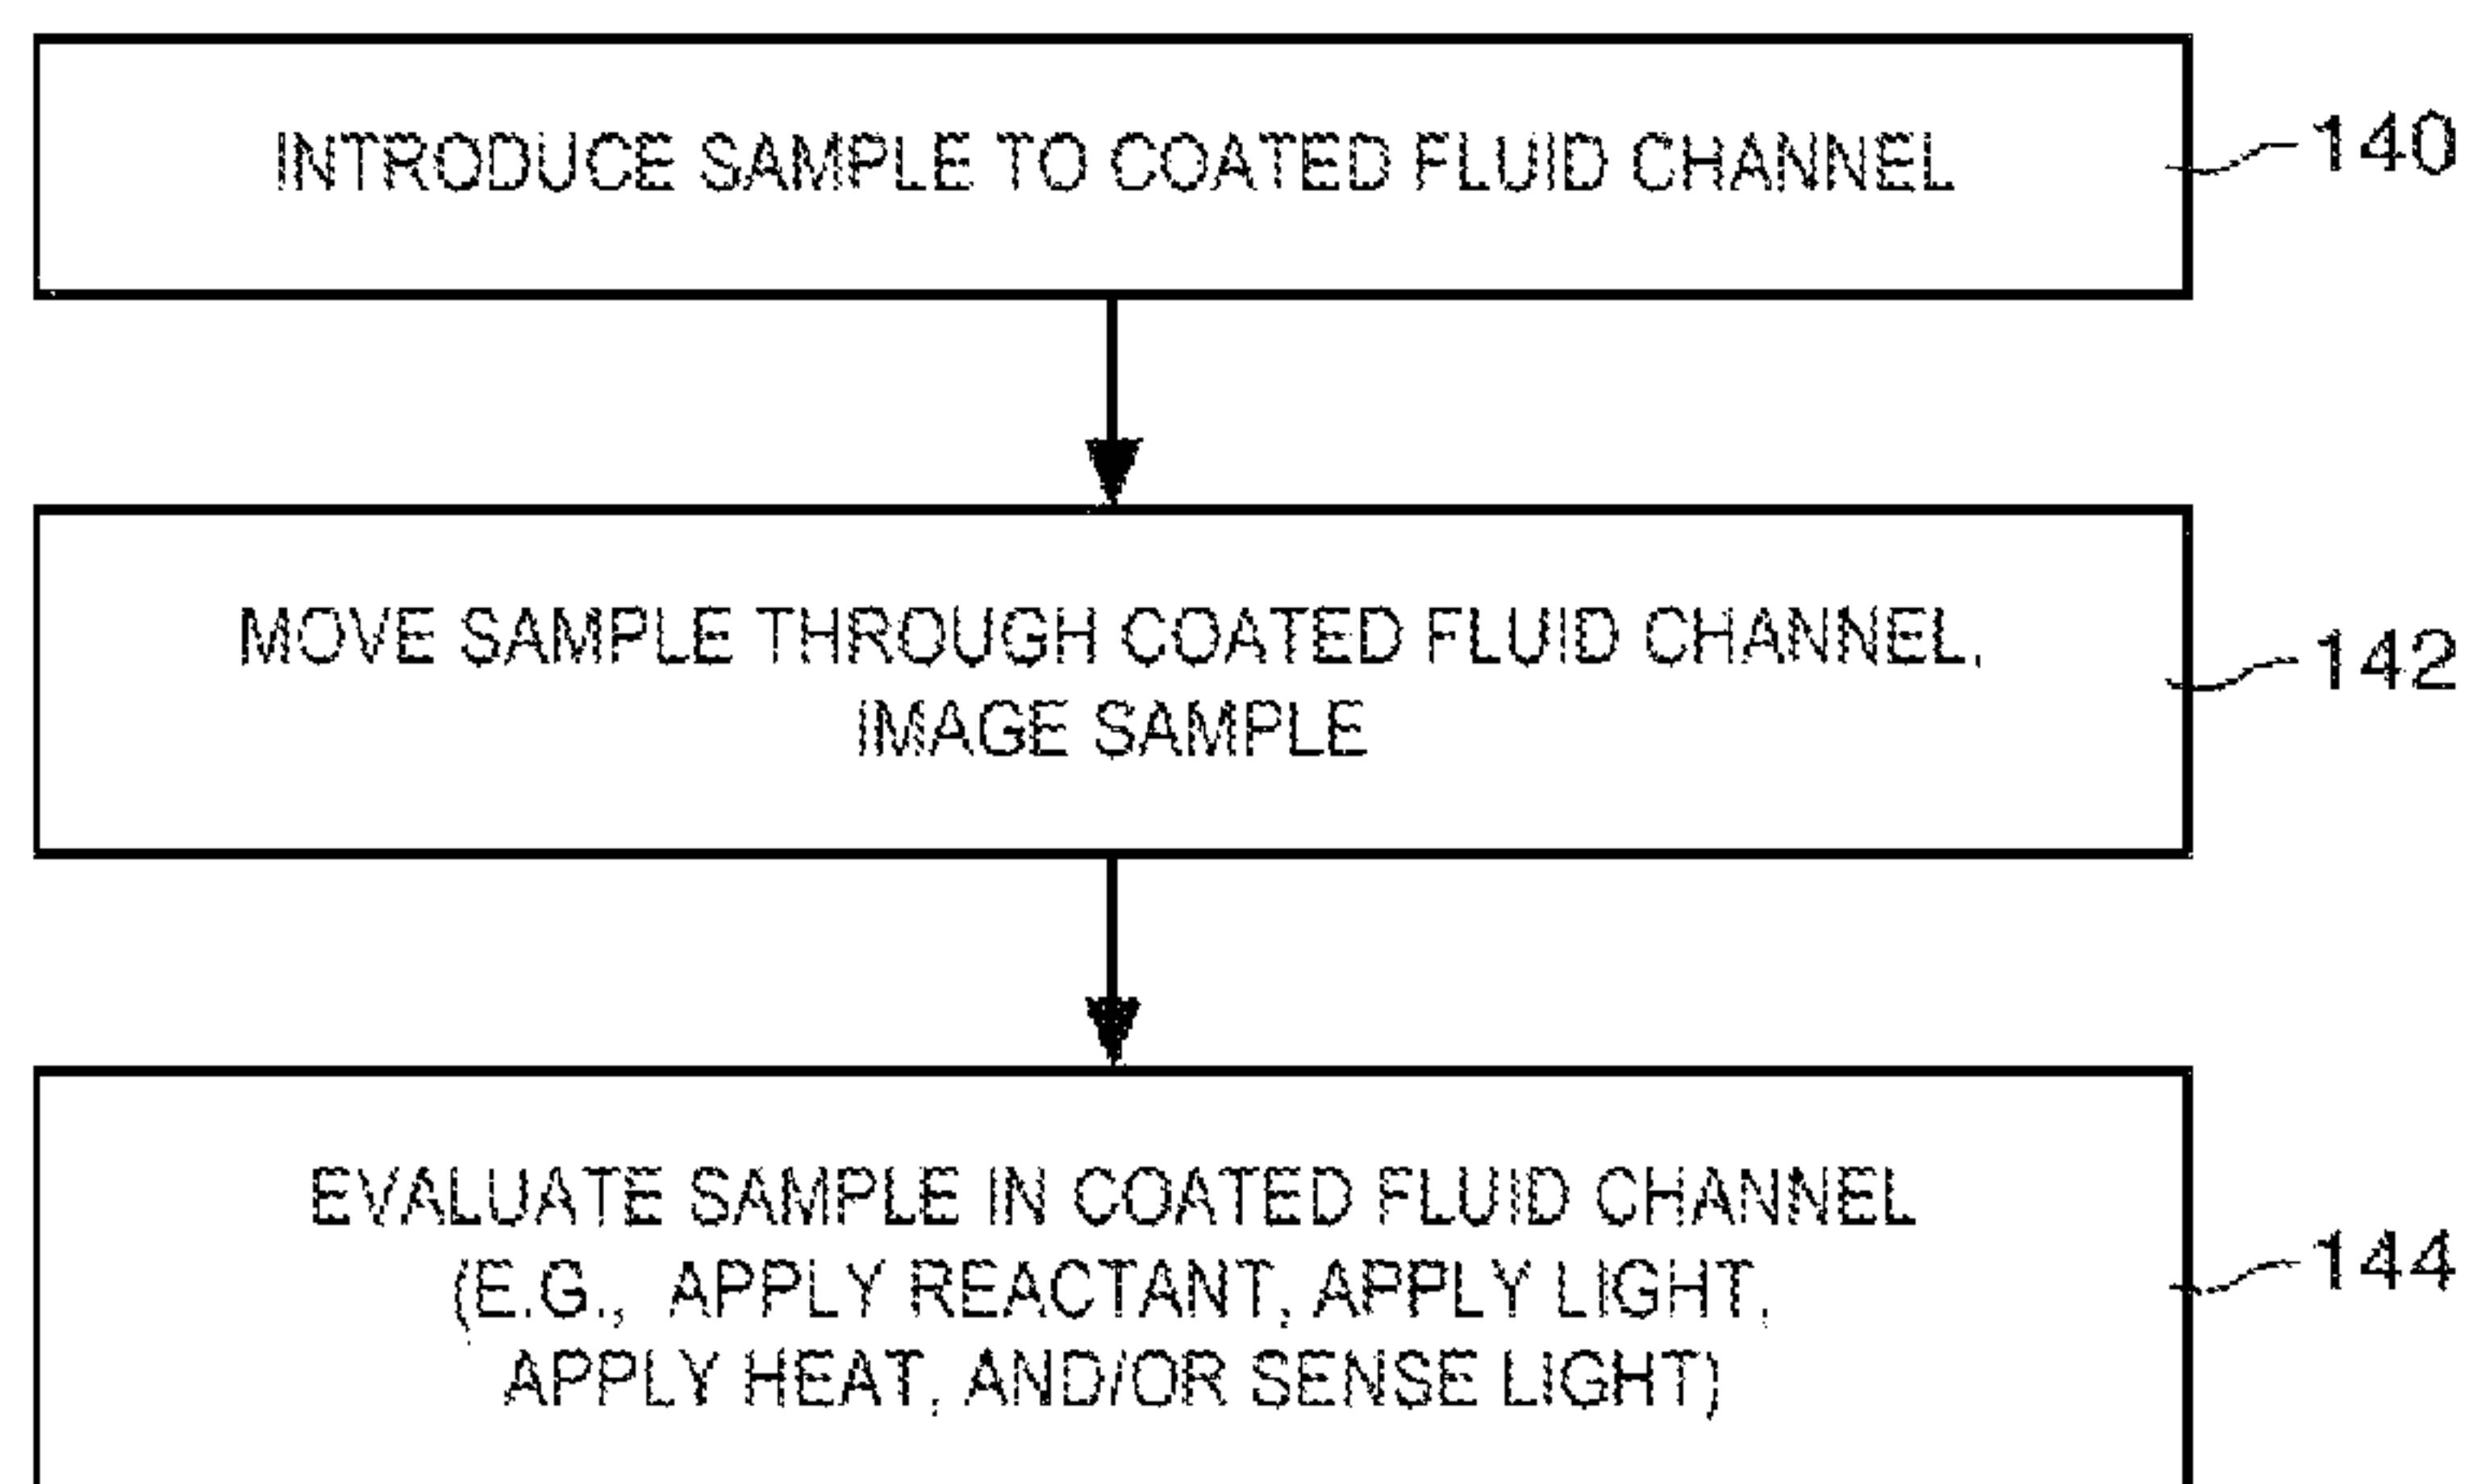 INTRODUCE SAMPLE TO COATED FLUID CHANNEL
140
MOVE SAMPLE THROUGH COATED FLUID CHANNEL,
IMAGE SAMPLE
142
EVALUATE SAMPLE IN COATED FLUID CHANNEL
(E.G., APPLY REACTANT, APPLY LIGHT,
APPLY HEAT, AND/OR SENSE LIGHT)
144